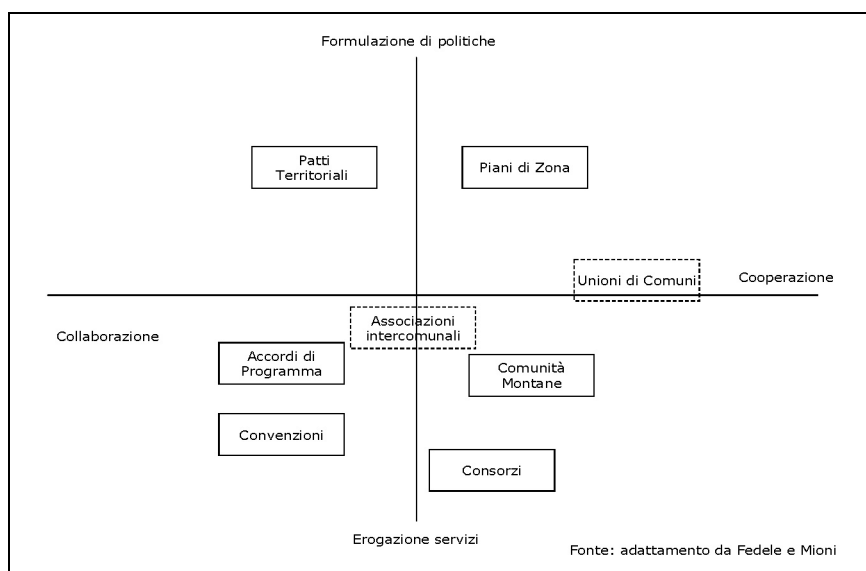 Formulazione di politiche
Patti
Territoriali
Piani di Zona
Unioni di Comuni
Cooperazione
Associazioni
intercomunali
Collaborazione
Accordi di
Programma
Comunità
Montane
Convenzioni
Consorzi
Erogazione servizi
Fonte: adattamento da Fedele e Mioni